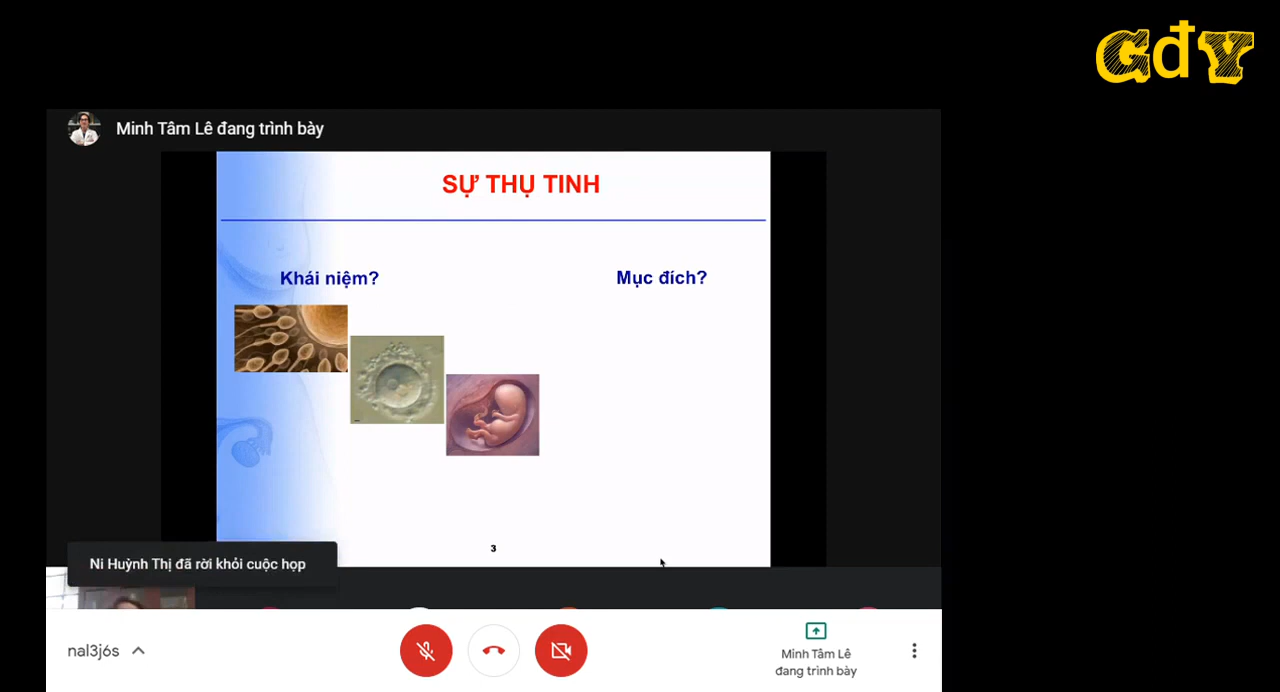 GđY
Minh Tâm Lê đang trình bày
SỰ THỤ TINH
Khái niệm?
Mục đích?
3
Ni Huỳnh Thị đã rời khỏi cuộc họp
nal3j6s
Minh Tâm Lê
đang trình bày